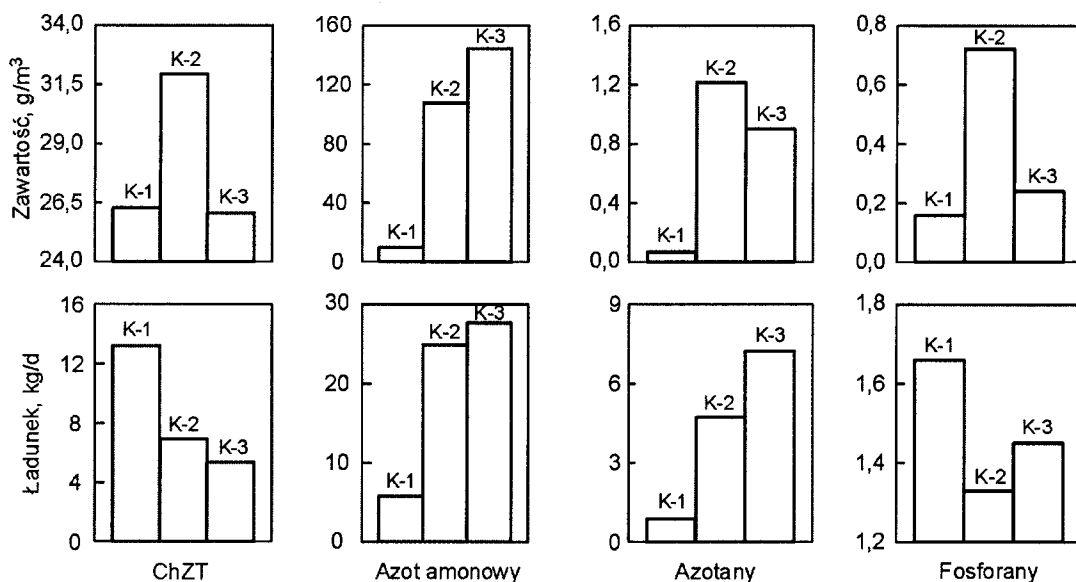 Zawartość, g/m³
34,0
31,5
29,0
26,5
24,0
K-1
K-2
K-3
160
120
80
40
0
K-1
K-2
K-3
1,6
1,2
0,8
0,4
0,0
K-1
K-2
K-3
0,8
0,6
0,4
0,2
0,0
K-1
K-2
K-3
Ładunek, kg/d
16
12
8
4
0
K-1
K-2
K-3
ChZT
30
20
10
0
K-1
K-2
K-3
Azot amonowy
9
6
3
0
K-1
K-2
K-3
Azotany
1,8
1,6
1,4
1,2
K-1
K-2
K-3
Fosforany